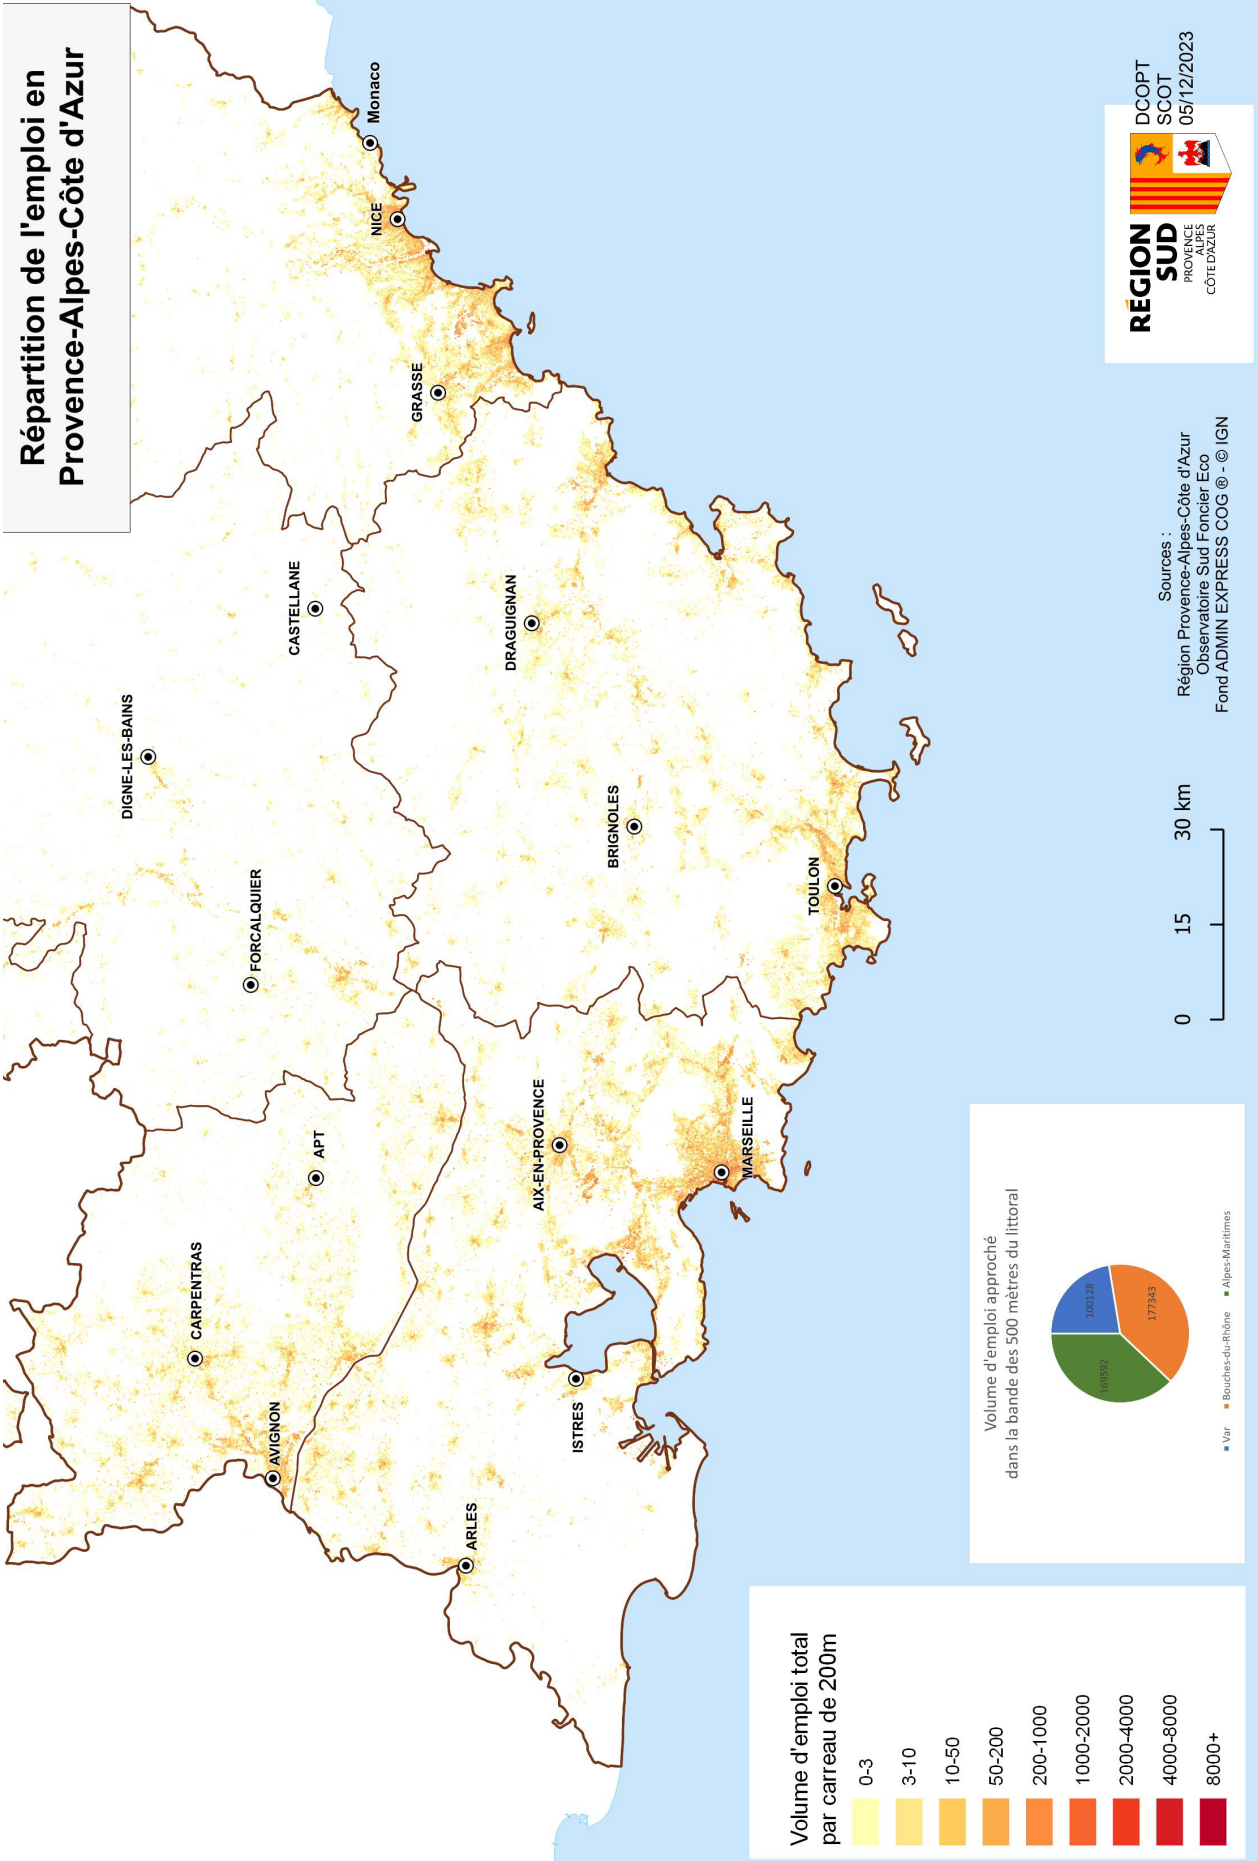 Répartition de l'emploi en
Provence-Alpes-Côte d'Azur
Monaco
NICE
GRASSE
CASTELLANE
DIGNE-LES-BAINS
DRAGUIGNAN
FORCALQUIER
BRIGNOLES
TOULON
APT
CARPENTRAS
AIX-EN-PROVENCE
MARSEILLE
AVIGNON
ISTRES
ARLES
Volume d'emploi total
par carreau de 200m
0-3
3-10
10-50
50-200
200-1000
1000-2000
2000-4000
4000-8000
8000+
Volume d'emploi approché
dans la bande des 500 mètres du littoral
169592
100128
177343
Var
Bouches-du-Rhône
Alpes-Maritimes
0 15 30 km
Sources :
Région Provence-Alpes-Côte d'Azur
Observatoire Sud Foncier Eco
Fond ADMIN EXPRESS COG ® - © IGN
RÉGION
SUD
PROVENCE
ALPES
CÔTE D'AZUR
DCOPT
SCOT
05/12/2023